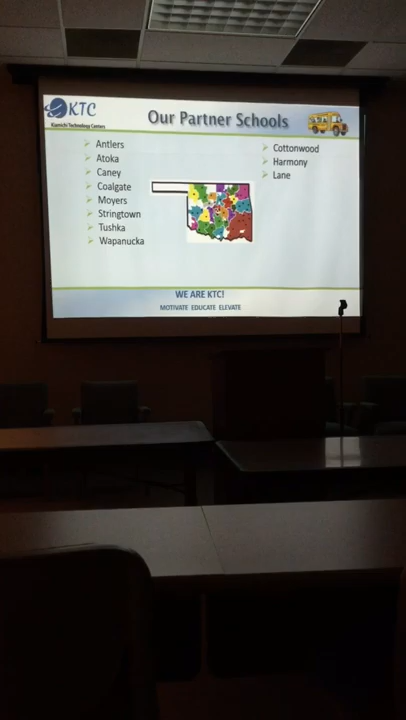 KTC
Kiamichi Technology Centers
Our Partner Schools
Antlers
Atoka
Caney
Coalgate
Moyers
Stringtown
Tushka
Wapanucka
Cottonwood
Harmony
Lane
WE ARE KTC!
MOTIVATE EDUCATE ELEVATE